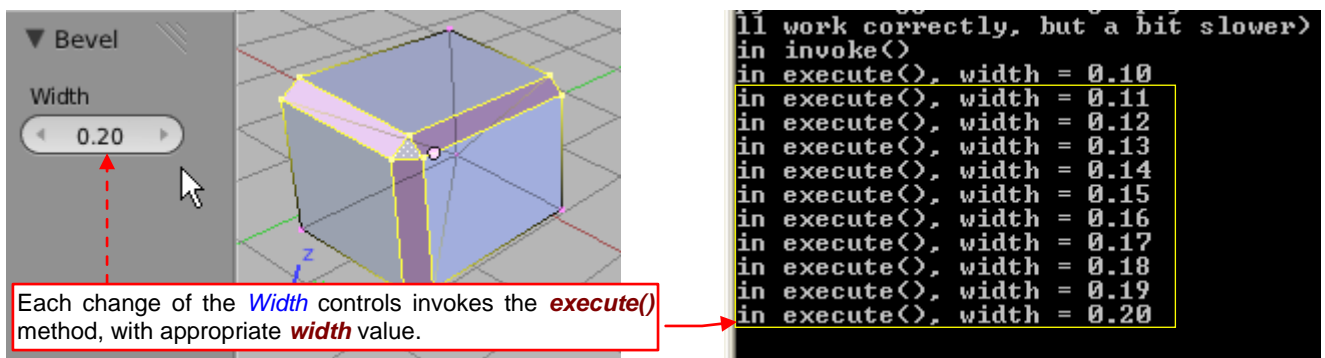 ▼ Bevel
Width
0.20
z
Each change of the Width controls invokes the execute()
method, with appropriate width value.
ll work correctly, but a bit slower)
in invoke()
in execute(), width = 0.10
in execute(), width = 0.11
in execute(), width = 0.12
in execute(), width = 0.13
in execute(), width = 0.14
in execute(), width = 0.15
in execute(), width = 0.16
in execute(), width = 0.17
in execute(), width = 0.18
in execute(), width = 0.19
in execute(), width = 0.20